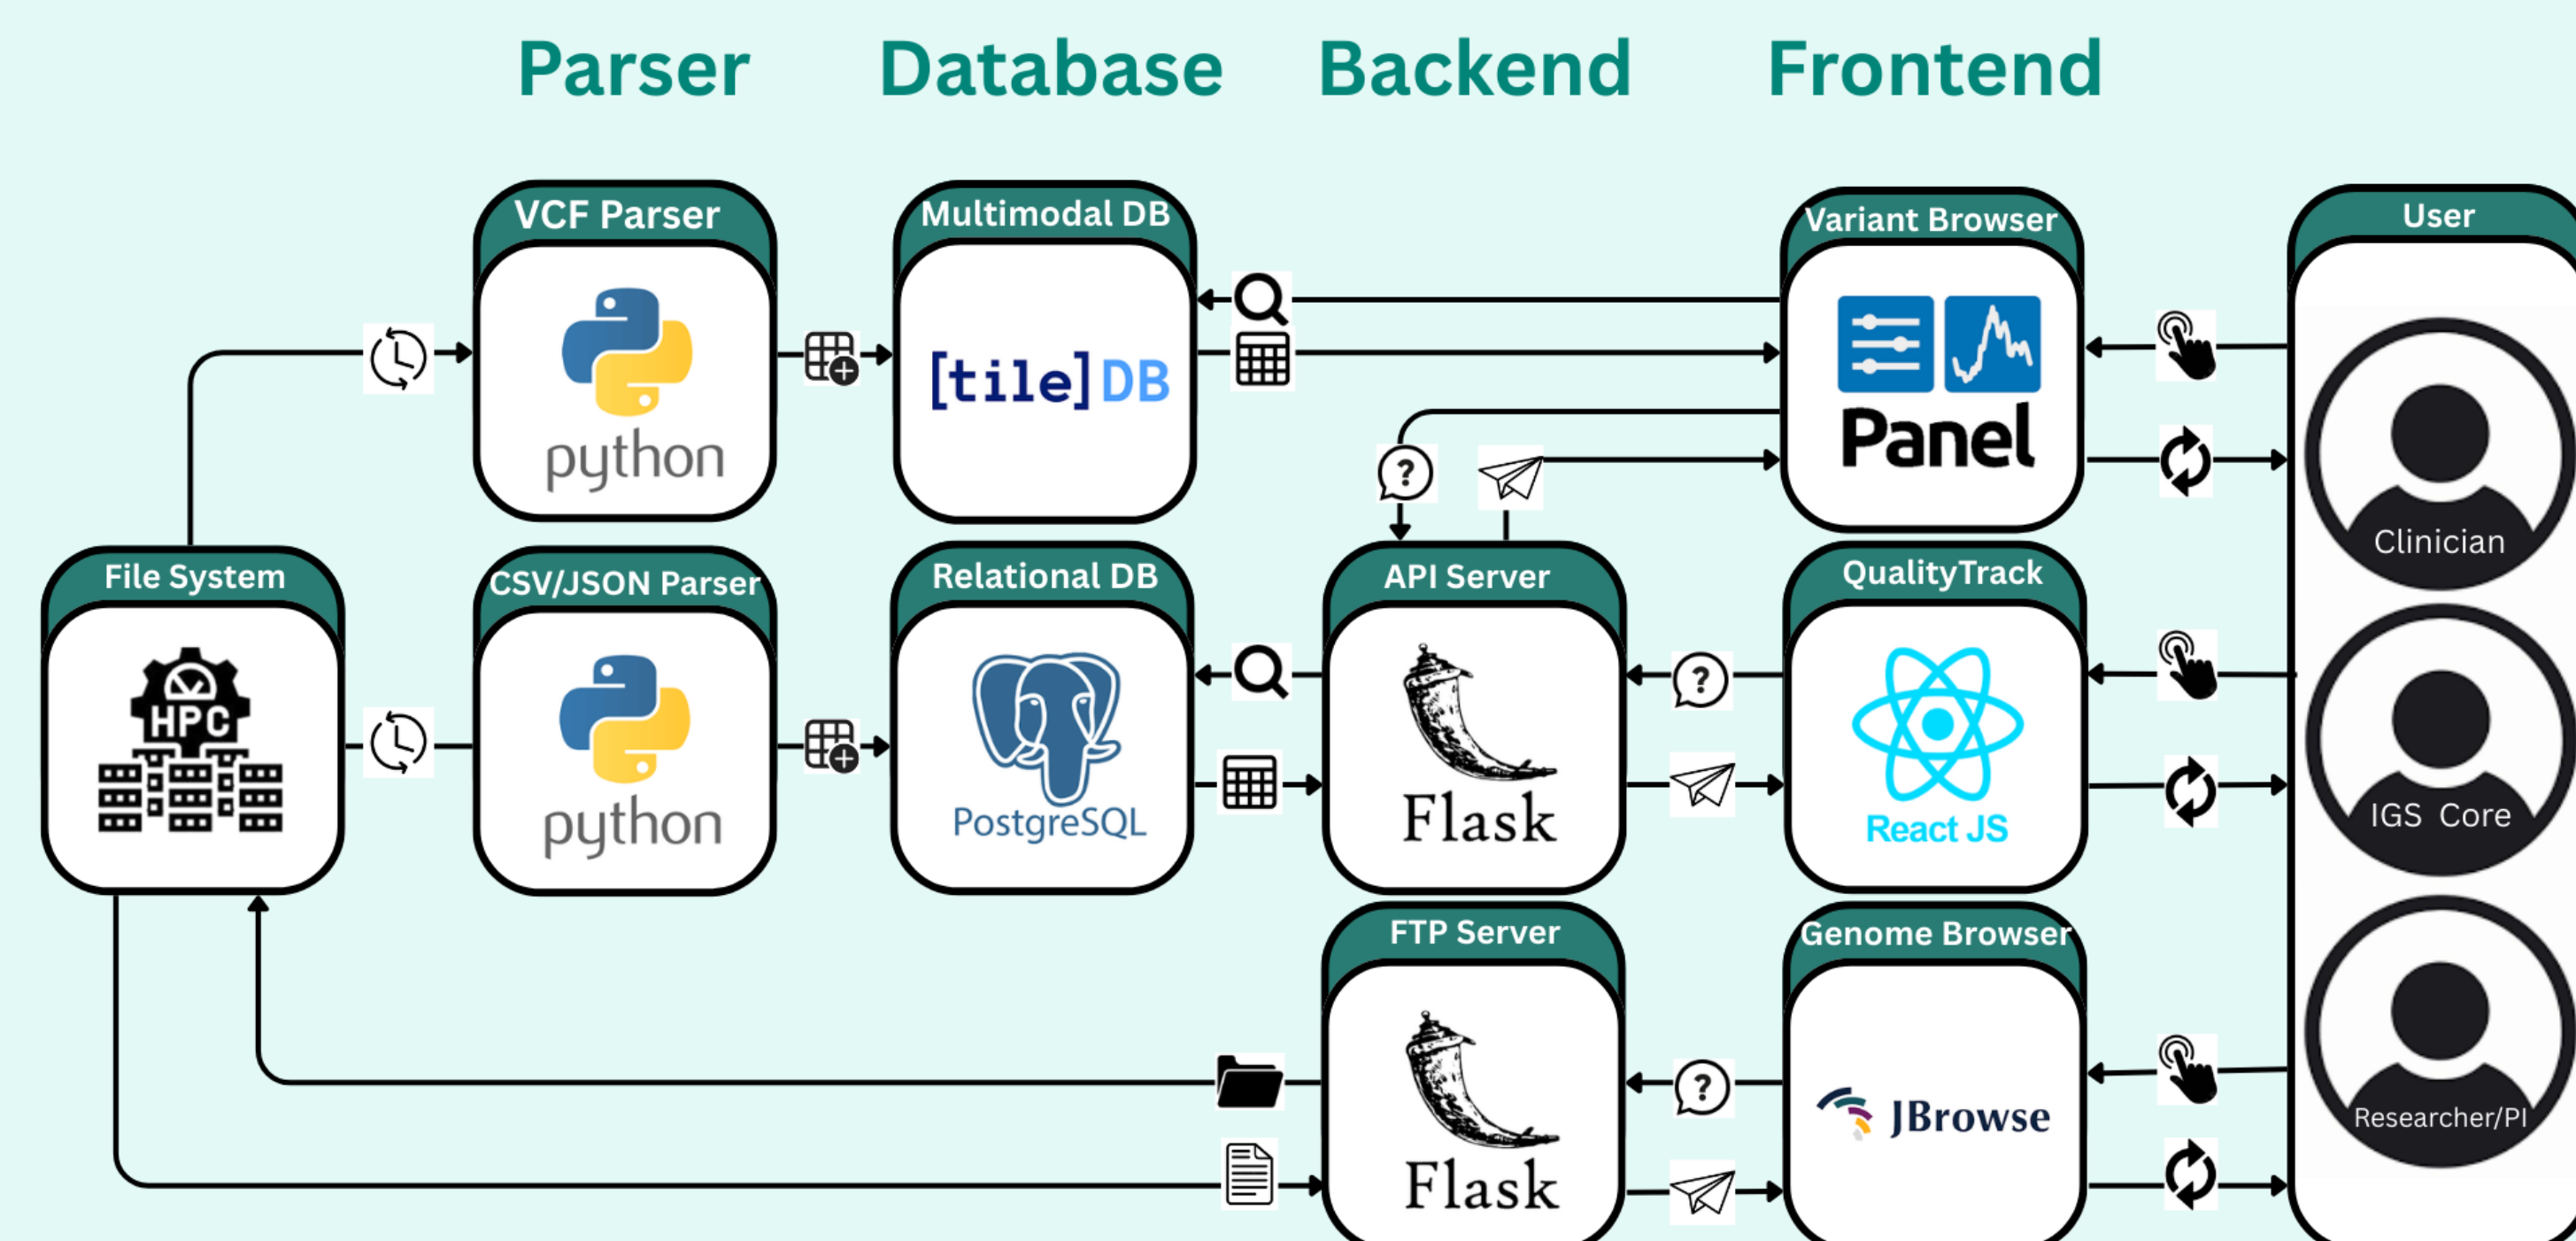 Parser Database Backend Frontend
VCF Parser
python
Multimodal DB
[tile]DB
Variant Browser
Panel
User
Clinician
IGS Core
Researcher/PI
File System
HPC
CSV/JSON Parser
python
Relational DB
PostgreSQL
?
API Server
Flask
?
QualityTrack
React JS
FTP Server
Flask
?
Genome Browser
JBrowse